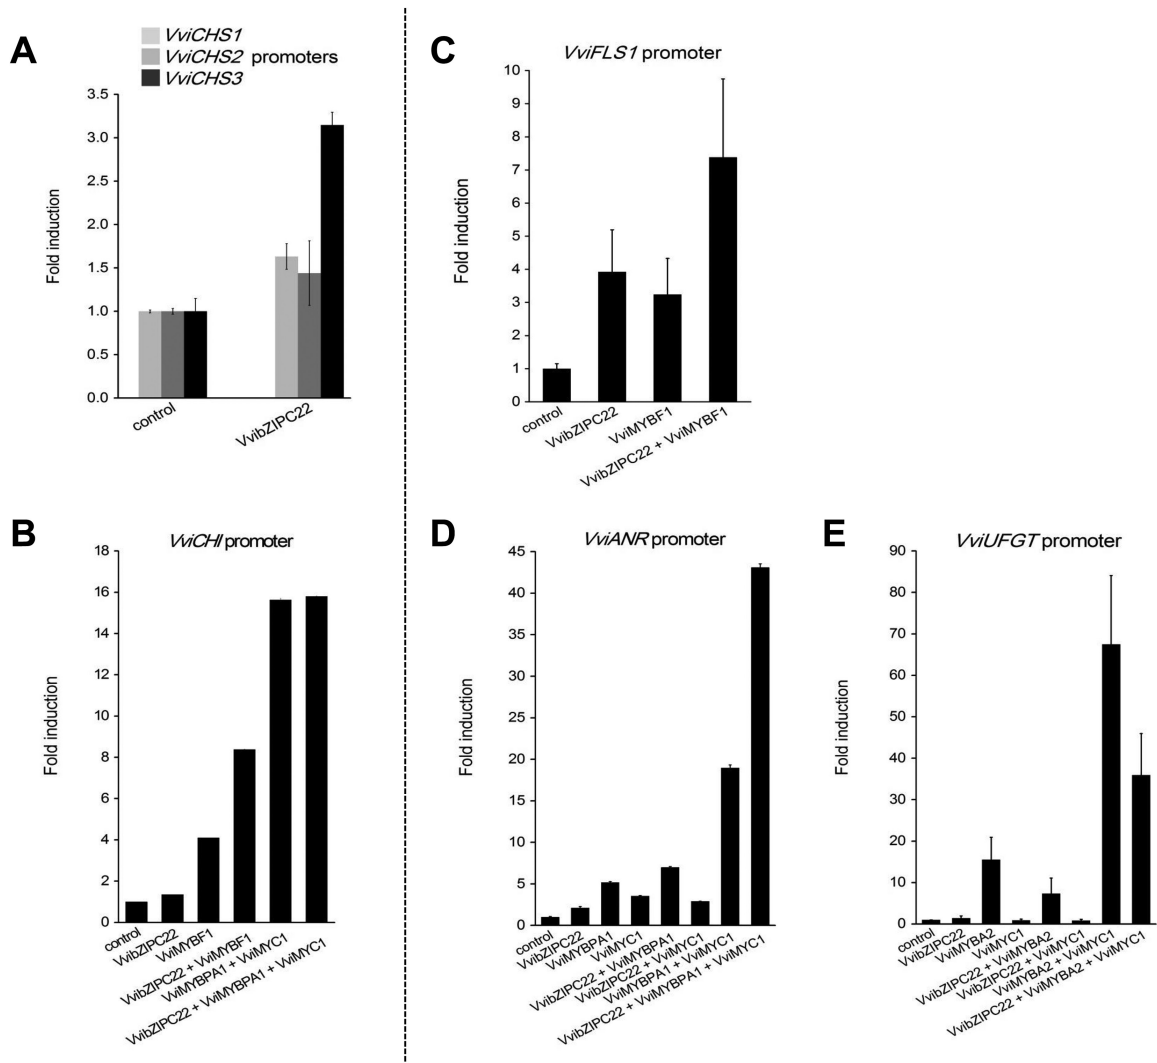 A
VviCHS1
VviCHS2 promoters
VviCHS3
Fold induction
3.5
3.0
2.5
2.0
1.5
1.0
0.5
0.0
control
VvibZIPC22
C
VviFLS1 promoter
Fold induction
10
9
8
7
6
5
4
3
2
1
0
control
VvibZIPC22
VviMYBF1
VvibZIPC22 + VviMYBF1
B
VviCHI promoter
Fold induction
18
16
14
12
10
8
6
4
2
0
control
VvibZIPC22
VviMYBF1
VvibZIPC22 + VviMYBF1
VviMYBPA1 + VviMYC1
VvibZIPC22 + VviMYBPA1 + VviMYC1
D
VviANR promoter
Fold induction
45
40
35
30
25
20
15
10
5
0
control
VvibZIPC22
VviMYBPA1
VviMYC1
VvibZIPC22 + VviMYBPA1
VvibZIPC22 + VviMYC1
VviMYBPA1 + VviMYC1
VvibZIPC22 + VviMYBPA1 + VviMYC1
E
VviUFGT promoter
Fold induction
90
80
70
60
50
40
30
20
10
0
control
VvibZIPC22
VviMYBA2
VviMYC1
VvibZIPC22 + VviMYBA2
VvibZIPC22 + VviMYC1
VviMYBA2 + VviMYC1
VvibZIPC22 + VviMYBA2 + VviMYC1